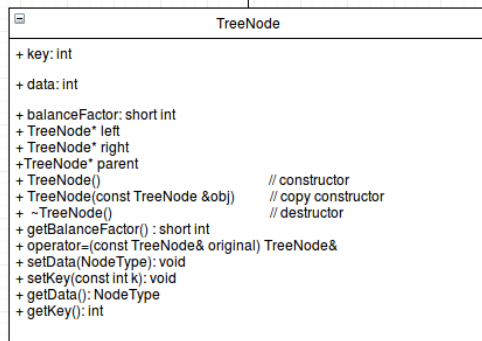 TreeNode
+ key: int
+ data: int
+ balanceFactor: short int
+ TreeNode* left
+ TreeNode* right
+TreeNode* parent
+ TreeNode() // constructor
+ TreeNode(const TreeNode &obj) // copy constructor
+ ~TreeNode() // destructor
+ getBalanceFactor() : short int
+ operator=(const TreeNode& original) TreeNode&
+ setData(NodeType): void
+ setKey(const int k): void
+ getData(): NodeType
+ getKey(): int